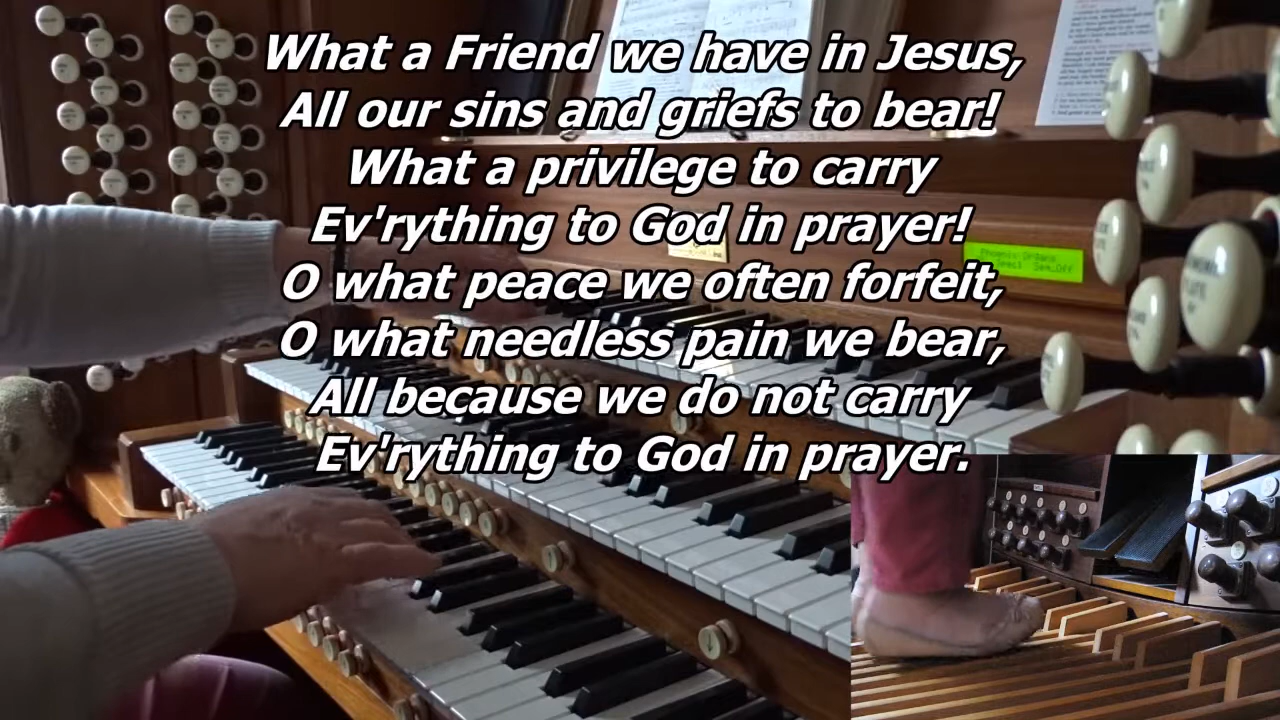 What a Friend we have in Jesus,
All our sins and griefs to bear!
What a privilege to carry
Ev'rything to God in prayer!
O what peace we often forfeit,
O what needless pain we bear,
All because we do not carry
Ev'rything to God in prayer.
Phoenix Organs